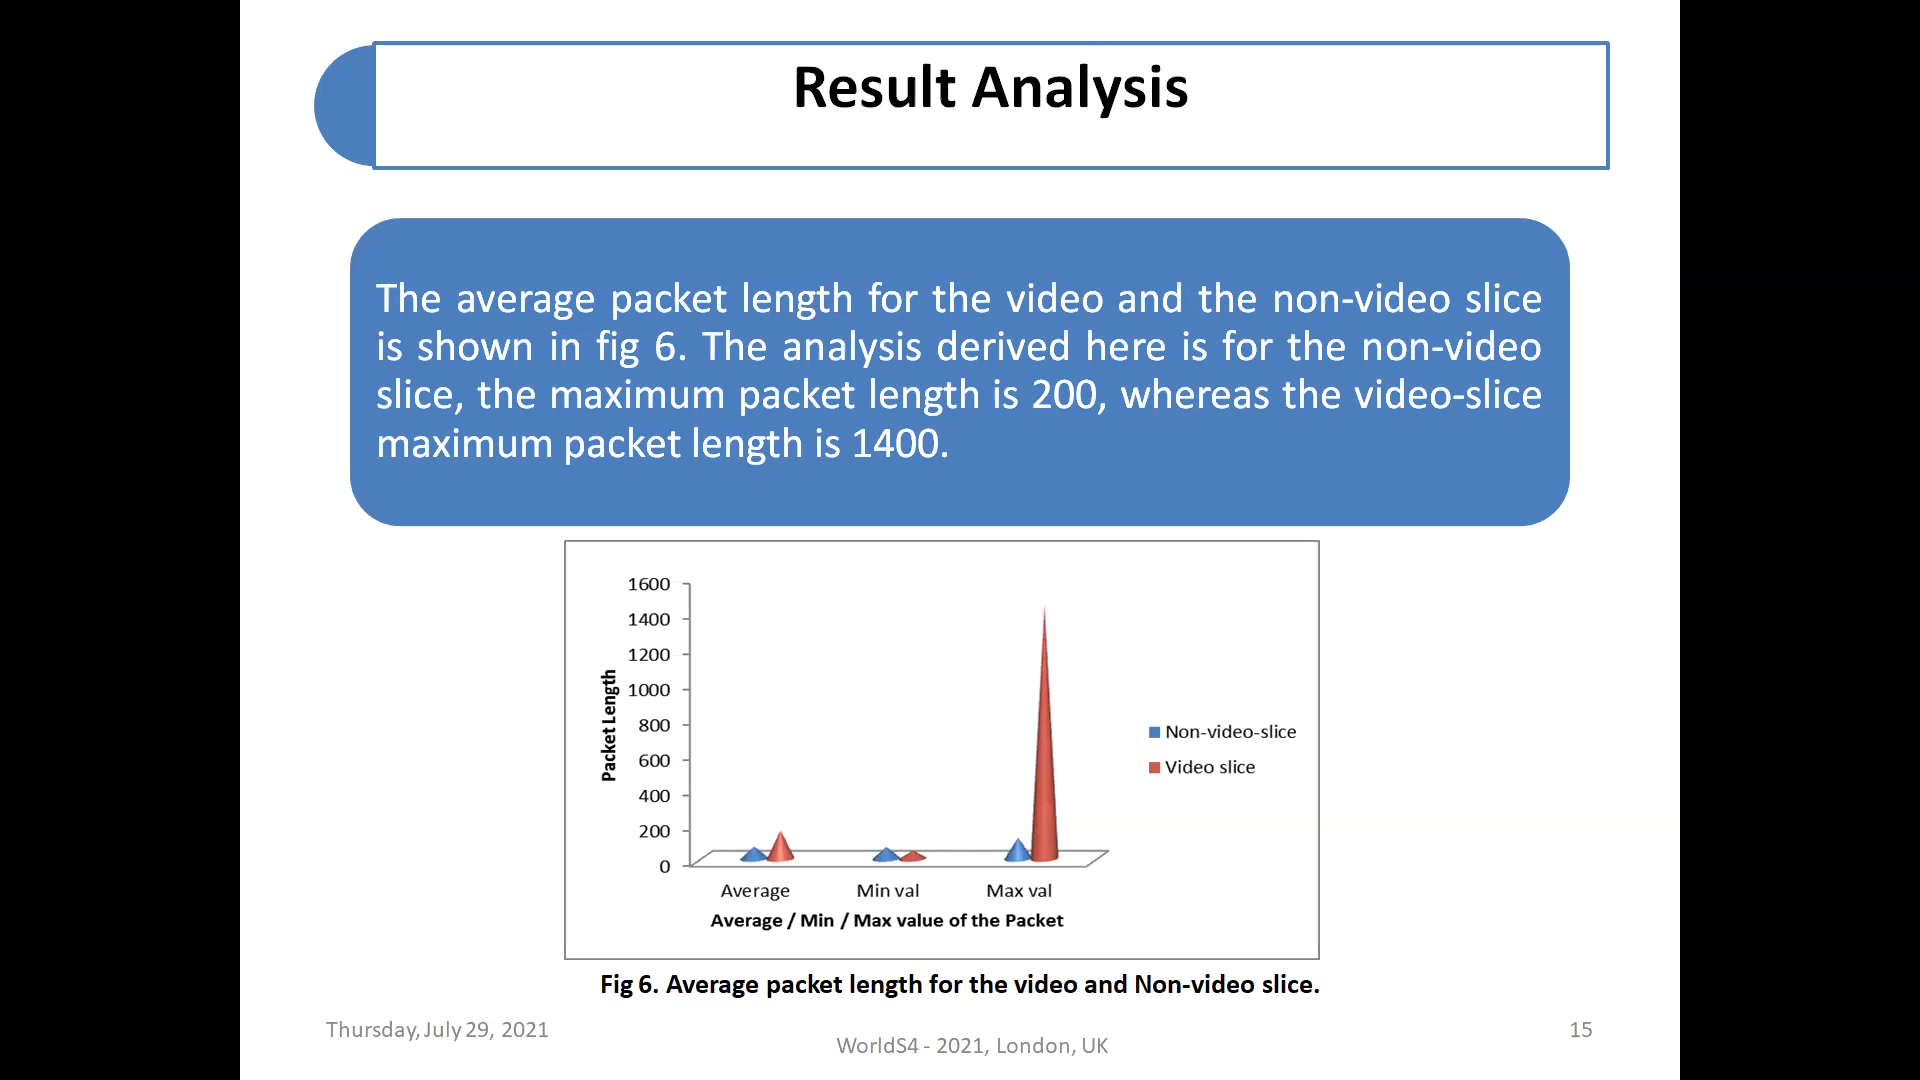 Result Analysis
The average packet length for the video and the non-video slice
is shown in fig 6. The analysis derived here is for the non-video
slice, the maximum packet length is 200, whereas the video-slice
maximum packet length is 1400.
1600
1400
1200
1000
800
600
400
200
0
Packet Length
Average
Min val
Max val
Average / Min / Max value of the Packet
Non-video-slice
Video slice
Fig 6. Average packet length for the video and Non-video slice.
Thursday, July 29, 2021
WorldS4 - 2021, London, UK
15